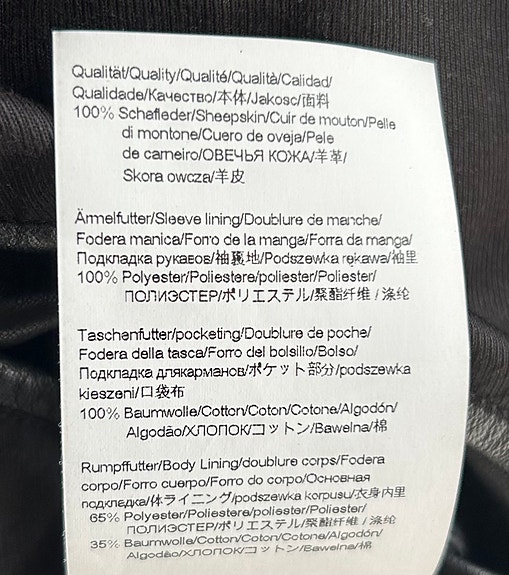 Qualität/Quality/Qualité/Qualità/Calidad/
Qualidade/Качество/本体/Jakosc/面料
100% Schafleder/Sheepskin/Cuir de mouton/Pelle
di montone/Cuero de oveja/Pele
de carneiro/ОВЕЧЬЯ КОЖА/羊革/
Skora owcza/羊皮
Ärmelfutter/Sleeve lining/Doublure de manche/
Fodera manica/Forro de la manga/Forra da manga/
Подкладка рукавов/袖裏地/Podszewka rękawa/袖里
100% Polyester/Poliestere/poliester/Poliester/
ПОЛИЭСТЕР/ポリエステル/聚酯纤维 / 涤纶
Taschenfutter/pocketing/Doublure de poche/
Fodera della tasca/Forro del bolsillo/Bolso/
Подкладка длякарманов/ポケット部分/podszewka
kieszeni/口袋布
100% Baumwolle/Cotton/Coton/Cotone/Algodón/
Algodão/ХЛОПОК/コットン/Bawelna/棉
Rumpffutter/Body Lining/doublure corps/Fodera
corpo/Forro cuerpo/Forro do corpo/Основная
подкладка/体ライニング/podszewka korpusu/衣身内里
65% Polyester/Poliestere/poliester/Poliester/
ПОЛИЭСТЕР/ポリエステル/聚酯纤维 / 涤纶
35% Baumwolle/Cotton/Coton/Cotone/Algodón/
Algodão/ХЛОПОК/コットン/Bawelna/棉